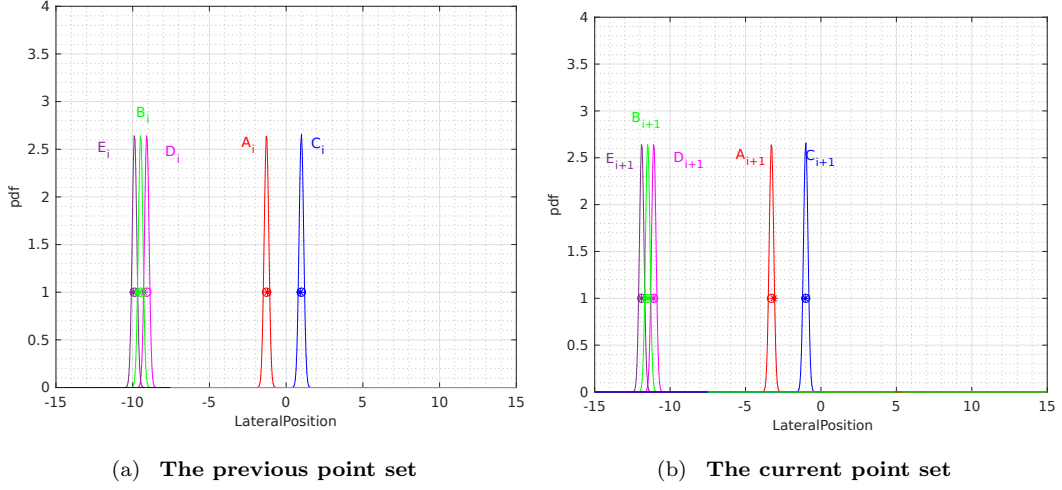 4
3.5
3
2.5
2
1.5
1
0.5
0
pdf
B_i
E_i
D_i
A_i
C_i
-15
-10
-5
0
5
10
15
LateralPosition
(a) The previous point set
4
3.5
3
2.5
2
1.5
1
0.5
0
pdf
B_{i+1}
E_{i+1}
D_{i+1}
A_{i+1}
C_{i+1}
-15
-10
-5
0
5
10
15
LateralPosition
(b) The current point set